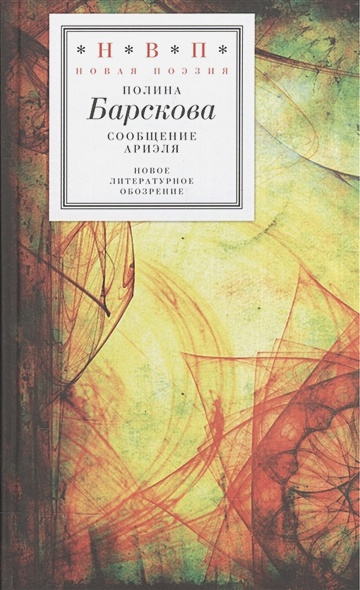 *Н*В*П*
НОВАЯ ПОЭЗИЯ
ПОЛИНА
Барскова
СООБЩЕНИЕ
АРИЭЛЯ
НОВОЕ
ЛИТЕРАТУРНОЕ
ОБОЗРЕНИЕ